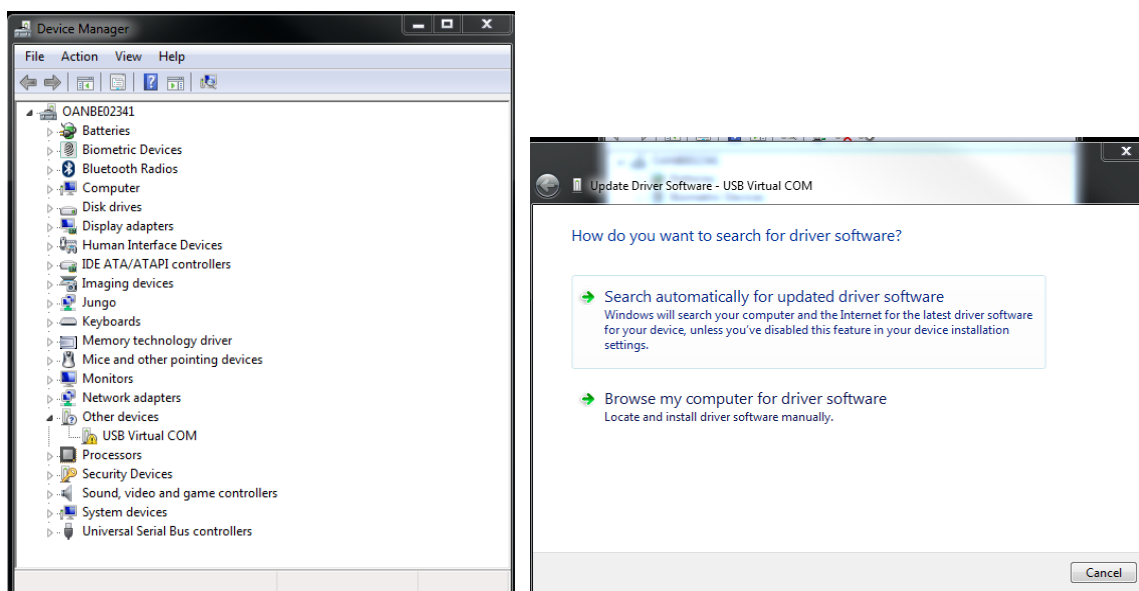 Device Manager
File Action View Help
OANBE02341
Batteries
Biometric Devices
Bluetooth Radios
Computer
Disk drives
Display adapters
Human Interface Devices
IDE ATA/ATAPI controllers
Imaging devices
Jungo
Keyboards
Memory technology driver
Mice and other pointing devices
Monitors
Network adapters
Other devices
USB Virtual COM
Processors
Security Devices
Sound, video and game controllers
System devices
Universal Serial Bus controllers
Update Driver Software - USB Virtual COM
How do you want to search for driver software?
Search automatically for updated driver software
Windows will search your computer and the Internet for the latest driver software
for your device, unless you've disabled this feature in your device installation
settings.
Browse my computer for driver software
Locate and install driver software manually.
Cancel